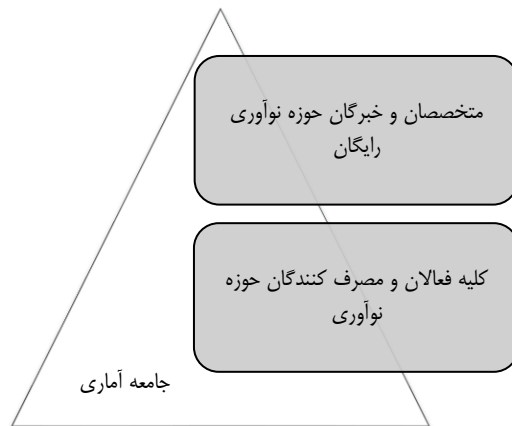 متخصصان و خبرگان حوزه نوآوری
رایگان
کلیه فعالان و مصرف کنندگان حوزه
نوآوری
جامعه آماری